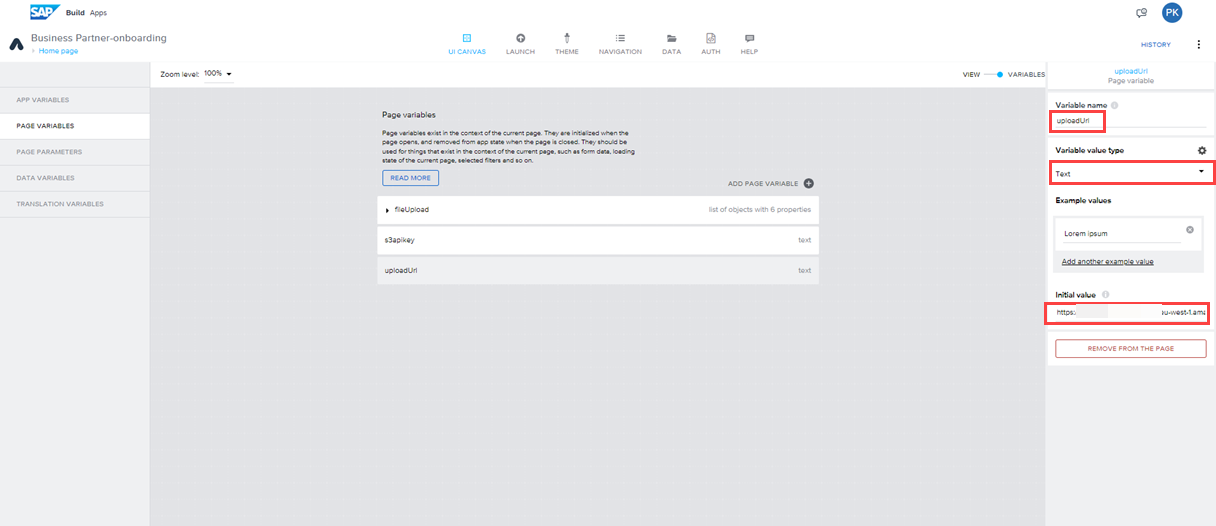 SAP Build Apps
PK
Business Partner-onboarding
‹ Home page
UI CANVAS
LAUNCH
THEME
NAVIGATION
DATA
AUTH
HELP
HISTORY
Zoom level: 100%
VIEW
VARIABLES
APP VARIABLES
PAGE VARIABLES
PAGE PARAMETERS
DATA VARIABLES
TRANSLATION VARIABLES
Page variables
Page variables exist in the context of the current page. They are initialized when the
page opens, and removed from app state when the page is closed. They should be
used for things that exist in the context of the current page, such as form data, loading
state of the current page, selected filters and so on.
READ MORE
ADD PAGE VARIABLE
fileUpload
list of objects with 6 properties
s3apikey
text
uploadUrl
text
uploadUrl
Page variable
Variable name
uploadUrl
Variable value type
Text
Example values
Lorem ipsum
Add another example value
Initial value
https: u-west-1.ama
REMOVE FROM THE PAGE